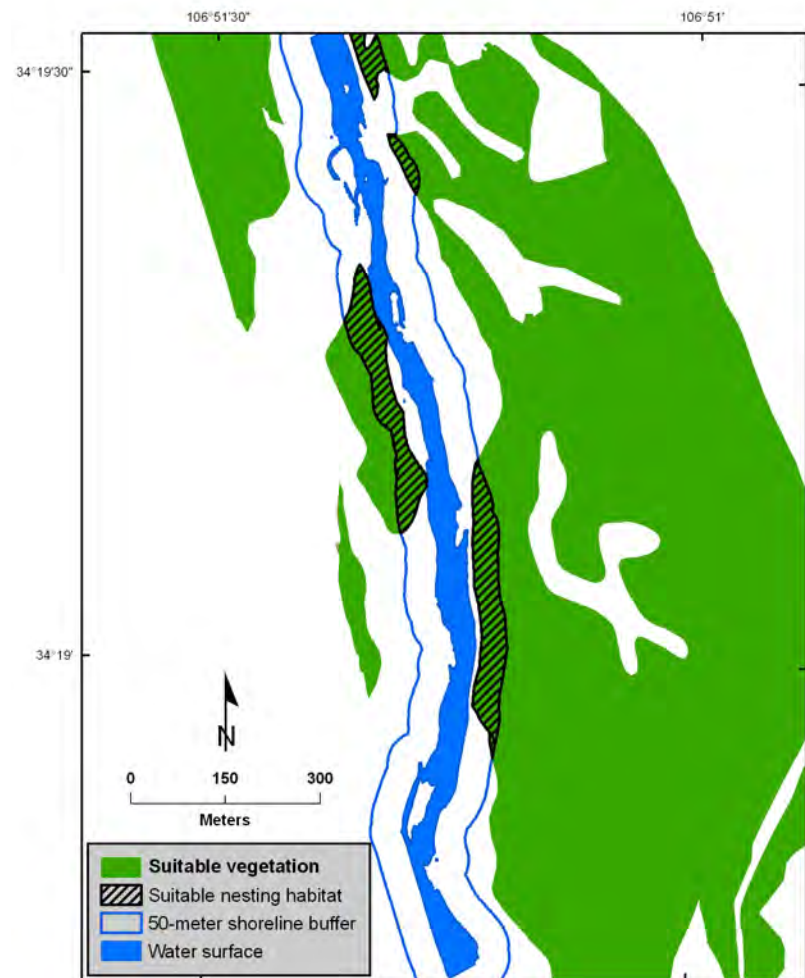 106°51'30"
106°51'
34°19'30"
34°19'
N
0 150 300
Meters
Suitable vegetation
Suitable nesting habitat
50-meter shoreline buffer
Water surface